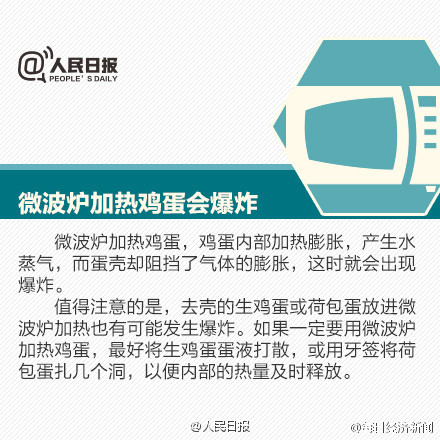 @人民日报
PEOPLE'S DAILY
微波炉加热鸡蛋会爆炸
微波炉加热鸡蛋，鸡蛋内部加热膨胀，产生水
蒸气，而蛋壳却阻挡了气体的膨胀，这时就会出现
爆炸。
值得注意的是，去壳的生鸡蛋或荷包蛋放进微
波炉加热也有可能发生爆炸。如果一定要用微波炉
加热鸡蛋，最好将生鸡蛋蛋液打散，或用牙签将荷
包蛋扎几个洞，以便内部的热量及时释放。
@人民日报
@每日经济新闻